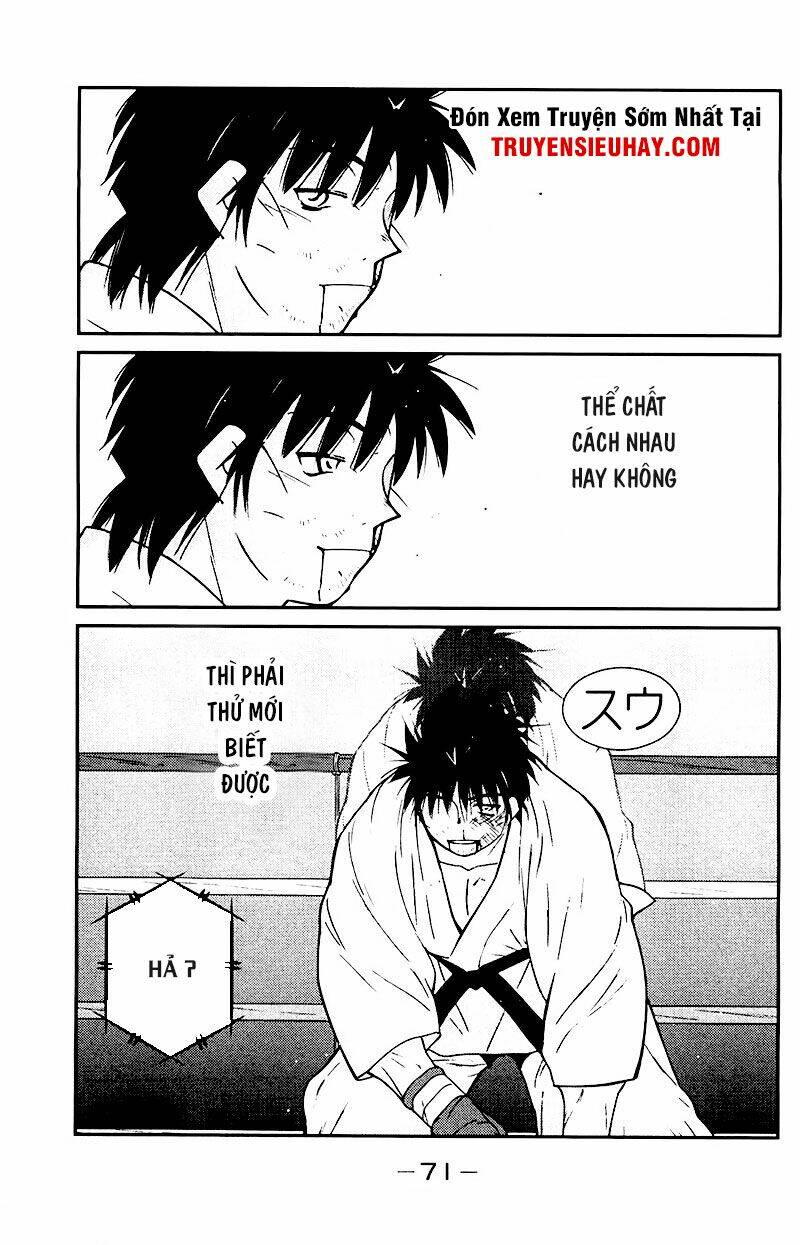 Đón Xem Truyện Sớm Nhất Tại
TRUYENSIEUHAY.COM
THỂ CHẤT
CÁCH NHAU
HAY KHÔNG
THÌ PHẢI
THỬ MỚI
BIẾT
ĐƯỢC
スウ
HẢ ?
-71-